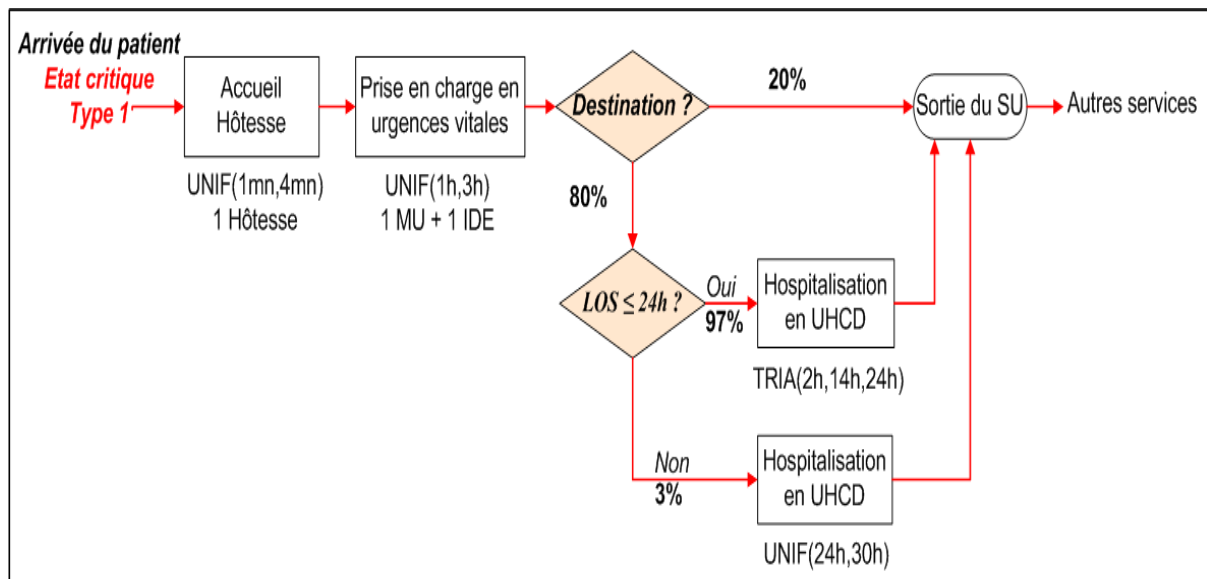 Arrivée du patient
Etat critique
Type 1
Accueil
Hôtesse
UNIF(1mn,4mn)
1 Hôtesse
Prise en charge en
urgences vitales
UNIF(1h,3h)
1 MU + 1 IDE
Destination ?
20%
Sortie du SU
Autres services
80%
LOS ≤ 24h ?
Oui
97%
Hospitalisation
en UHCD
TRIA(2h,14h,24h)
Non
3%
Hospitalisation
en UHCD
UNIF(24h,30h)